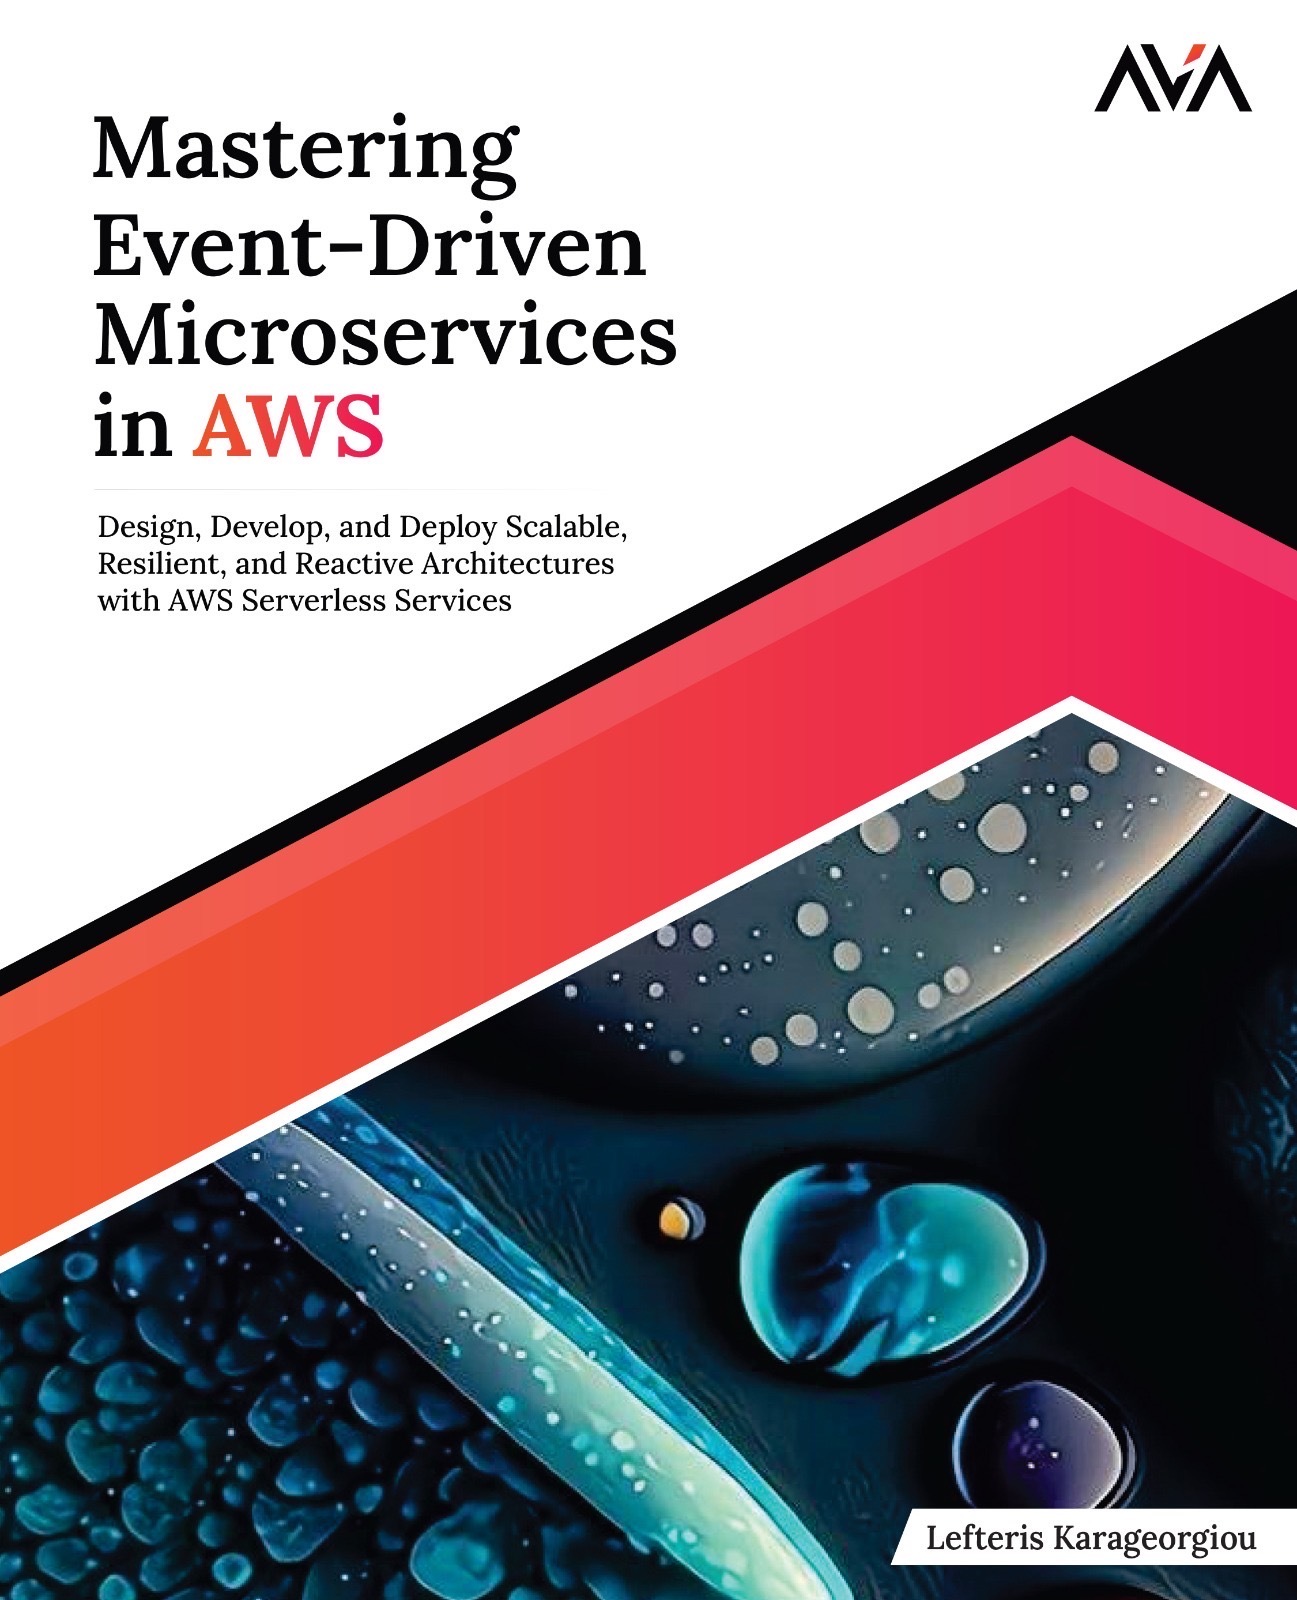 AVA
Mastering
Event-Driven
Microservices
in AWS
Design, Develop, and Deploy Scalable,
Resilient, and Reactive Architectures
with AWS Serverless Services
Lefteris Karageorgiou